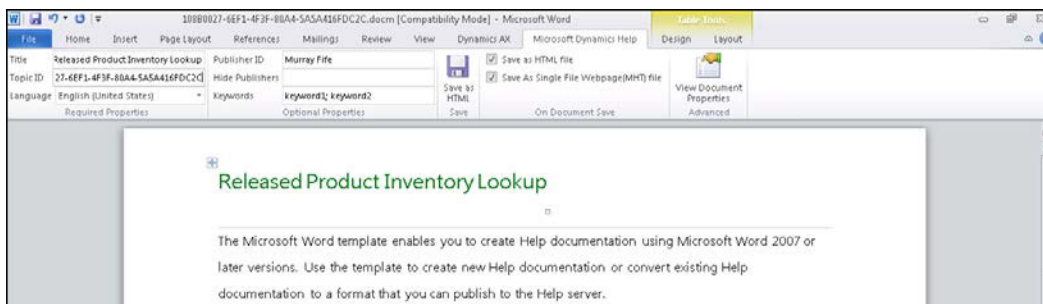 108B0027-6EF1-4F3F-80A4-5A5A416FDC2C.docm [Compatibility Mode] - Microsoft Word
Table Tools
File Home Insert Page Layout References Mailings Review View Dynamics AX Microsoft Dynamics Help Design Layout
Title Released Product Inventory Lookup Publisher ID Murray Fife Save as HTML file
Topic ID 27-6EF1-4F3F-80A4-5A5A416FDC2C Hide Publishers Save As Single File Webpage(MHT) file
Language English (United States) Keywords keyword1; keyword2 Save as HTML View Document Properties
Required Properties Optional Properties Save On Document Save Advanced
Released Product Inventory Lookup
The Microsoft Word template enables you to create Help documentation using Microsoft Word 2007 or
later versions. Use the template to create new Help documentation or convert existing Help
documentation to a format that you can publish to the Help server.